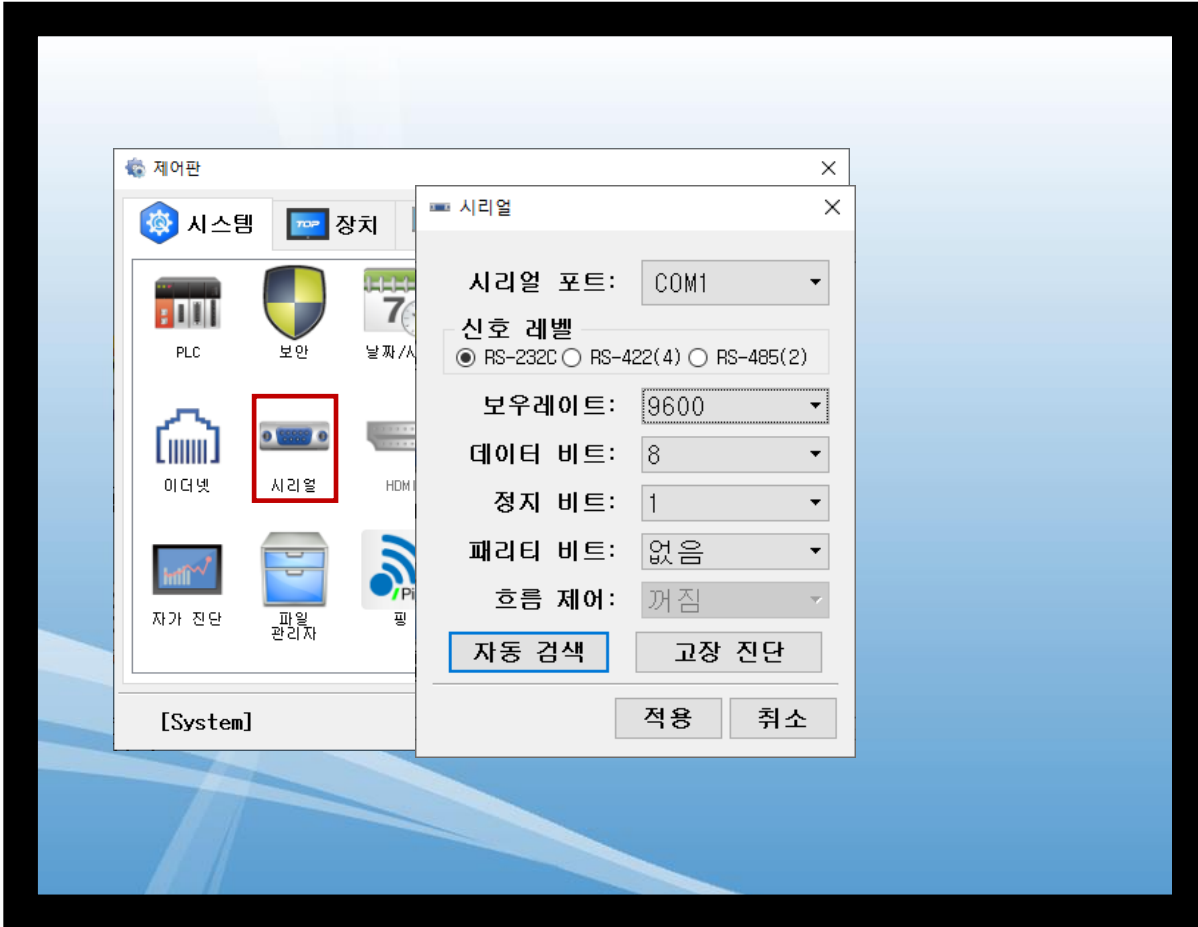 제어판
시스템
TOP 장치
PLC
보안
날짜/시
7
이더넷
시리얼
HDMI
자가 진단
파일
관리자
Pi
핑
[System]
시리얼
시리얼 포트: COM1
신호 레벨
RS-232C RS-422(4) RS-485(2)
보우레이트: 9600
데이터 비트: 8
정지 비트: 1
패리티 비트: 없음
흐름 제어: 꺼짐
자동 검색 고장 진단
적용 취소